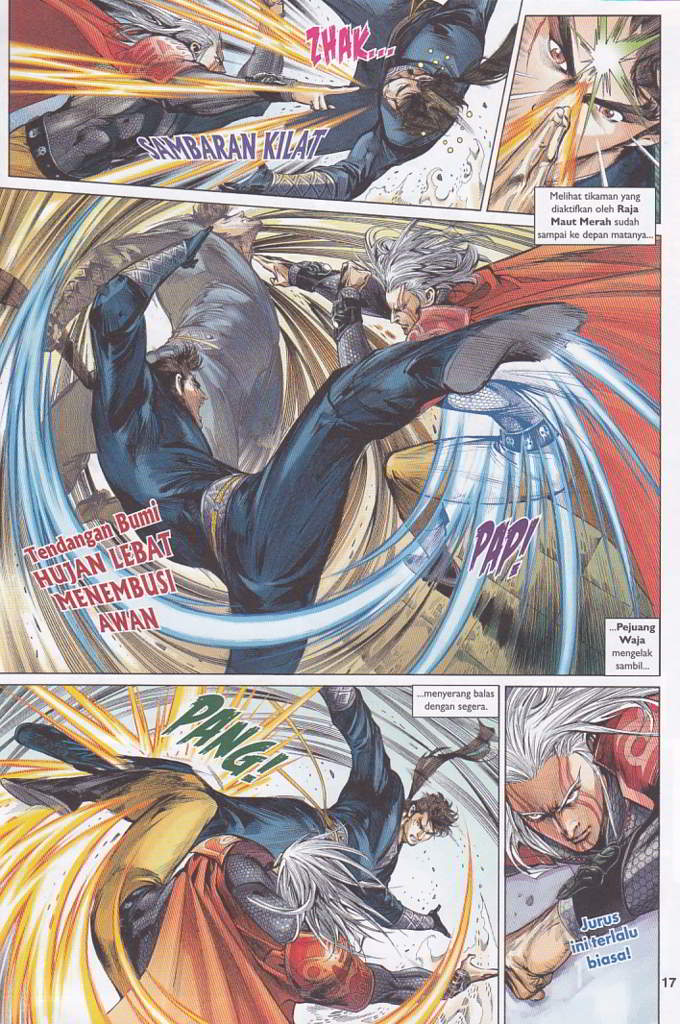 ZHAK...
SAMBARAN KILAT
Melihat tikaman yang
diaktifkan oleh Raja
Maut Merah sudah
sampai ke depan matanya...
Tendangan Bumi
HUJAN LEBAT
MENEMBUSI
AWAN
PAP!
...Pejuang
Waja
mengelak
sambil...
...menyerang balas
dengan segera.
PANG!
Jurus
ini terlalu
biasa!
17